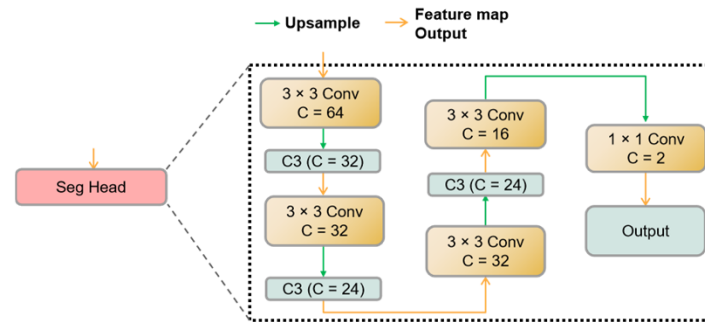 Upsample
Feature map
Output
Seg Head
3 × 3 Conv
C = 64
C3 (C = 32)
3 × 3 Conv
C = 32
C3 (C = 24)
3 × 3 Conv
C = 16
C3 (C = 24)
3 × 3 Conv
C = 32
1 × 1 Conv
C = 2
Output